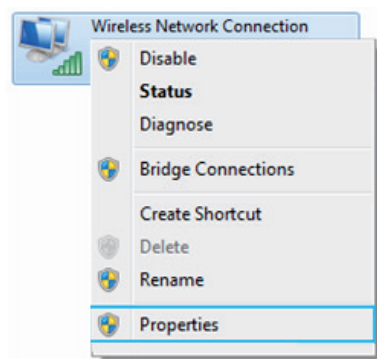 Wireless Network Connection
Disable
Status
Diagnose
Bridge Connections
Create Shortcut
Delete
Rename
Properties